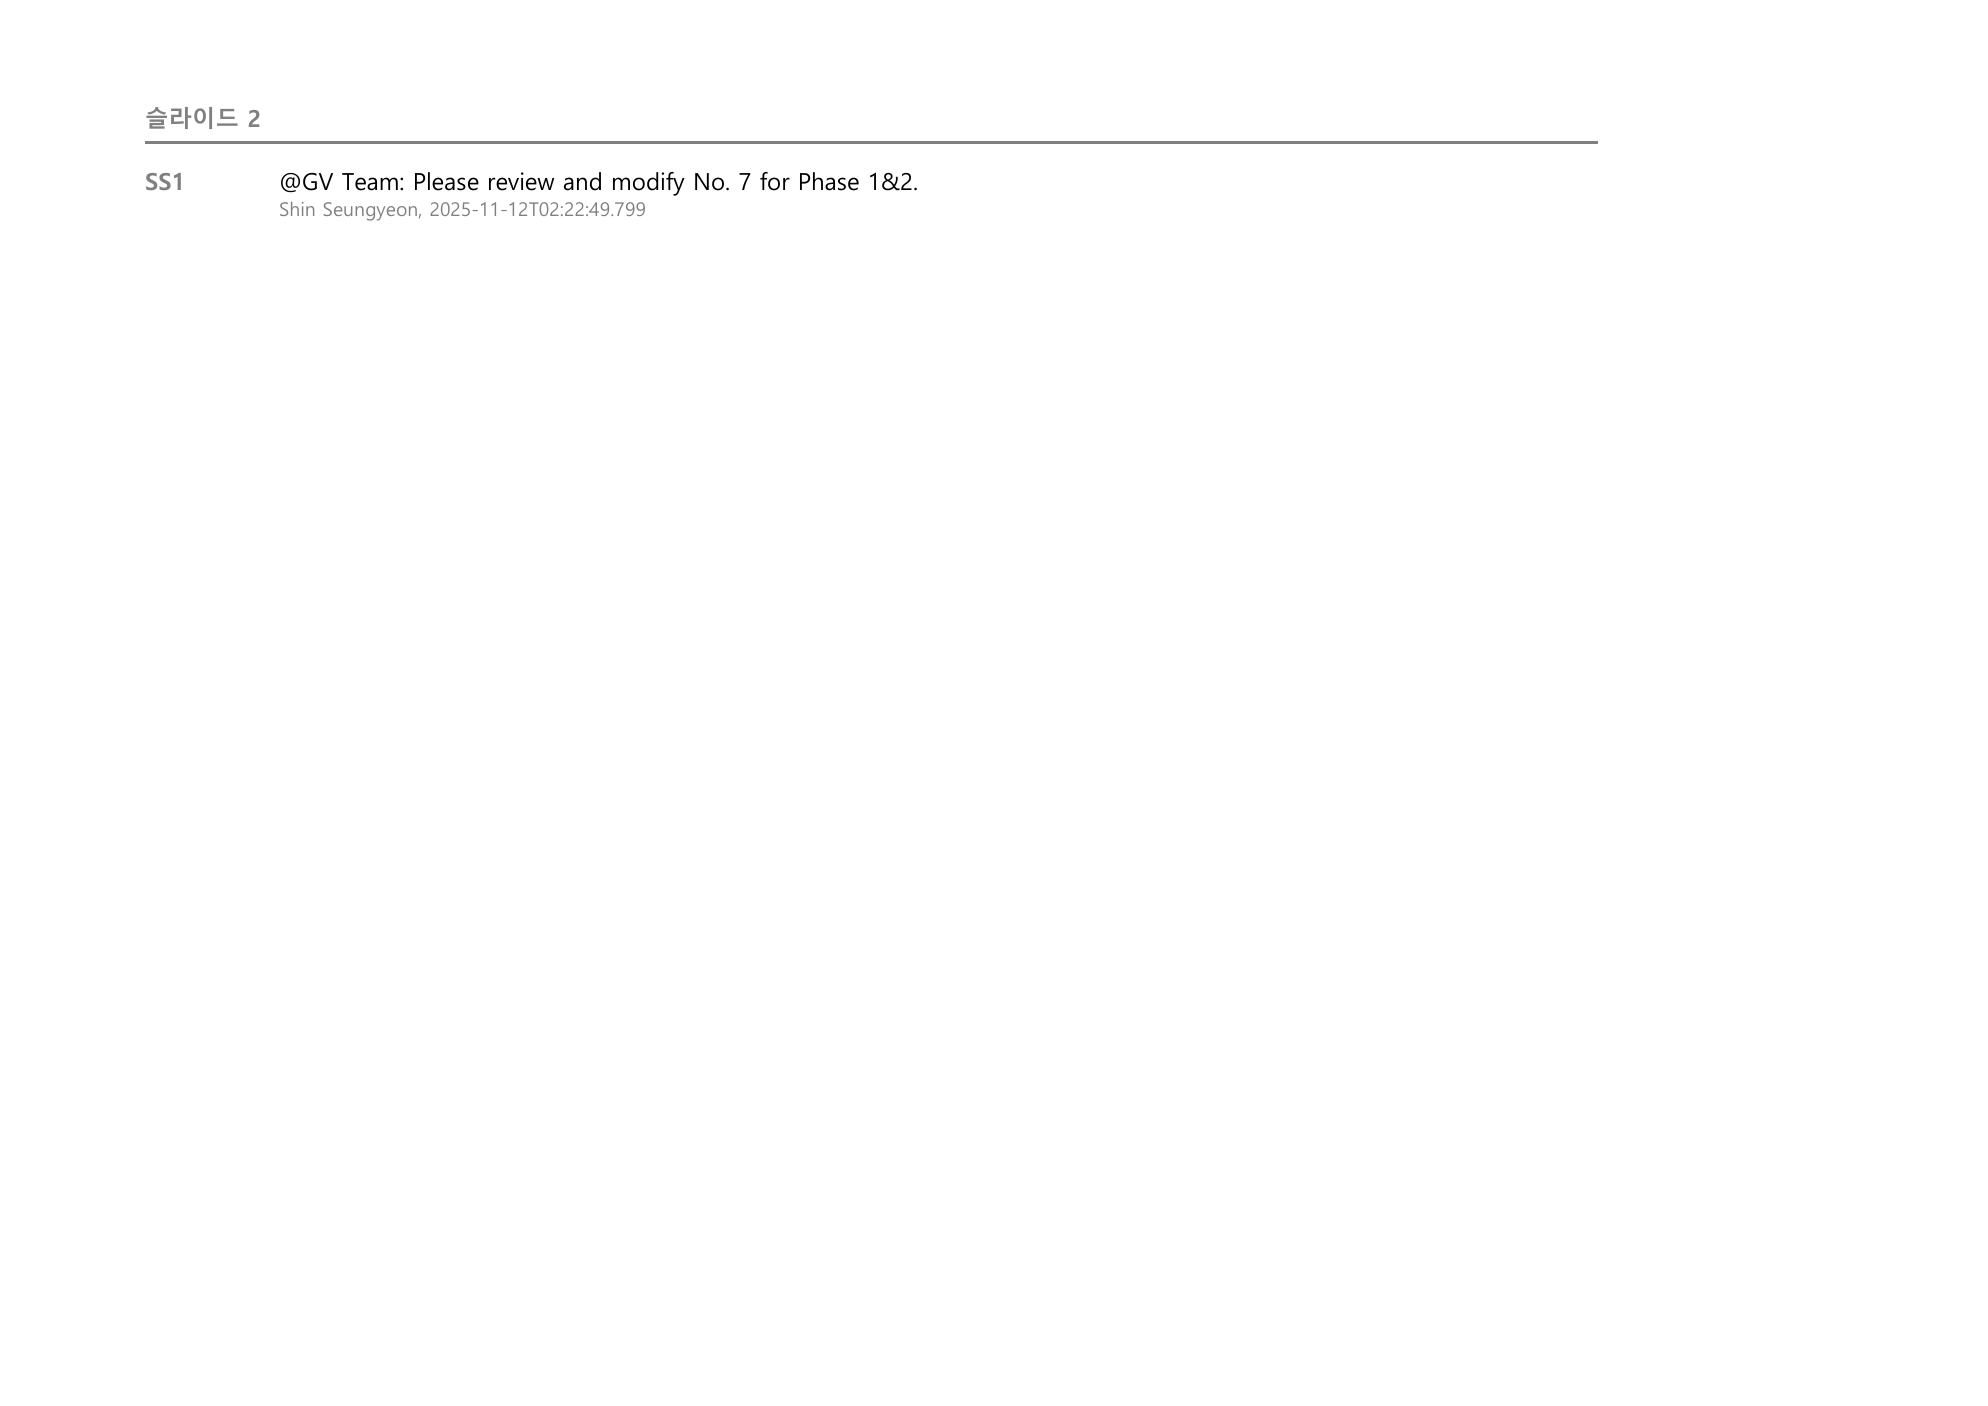 슬라이드 2
SS1 @GV Team: Please review and modify No. 7 for Phase 1&2.
Shin Seungyeon, 2025-11-12T02:22:49.799